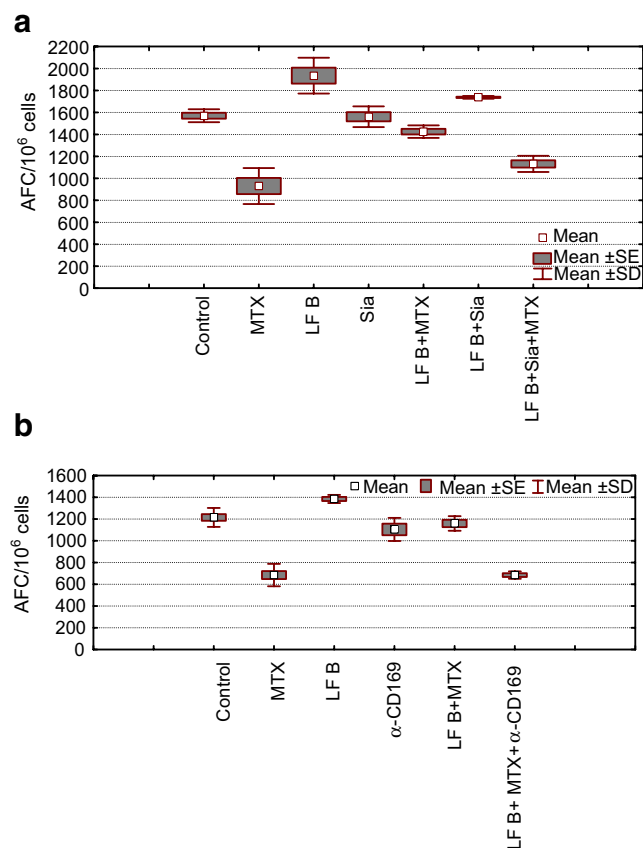 a
2200
2000
1800
1600
1400
1200
1000
800
600
400
200
0
AFC/10⁶ cells
Mean
Mean ±SE
Mean ±SD
Control
MTX
LF B
Sia
LF B+MTX
LF B+Sia
LF B+Sia+MTX
b
1600
1400
1200
1000
800
600
400
200
0
AFC/10⁶ cells
Mean Mean ±SE Mean ±SD
Control
MTX
LF B
α-CD169
LF B+MTX
LF B+ MTX+α-CD169